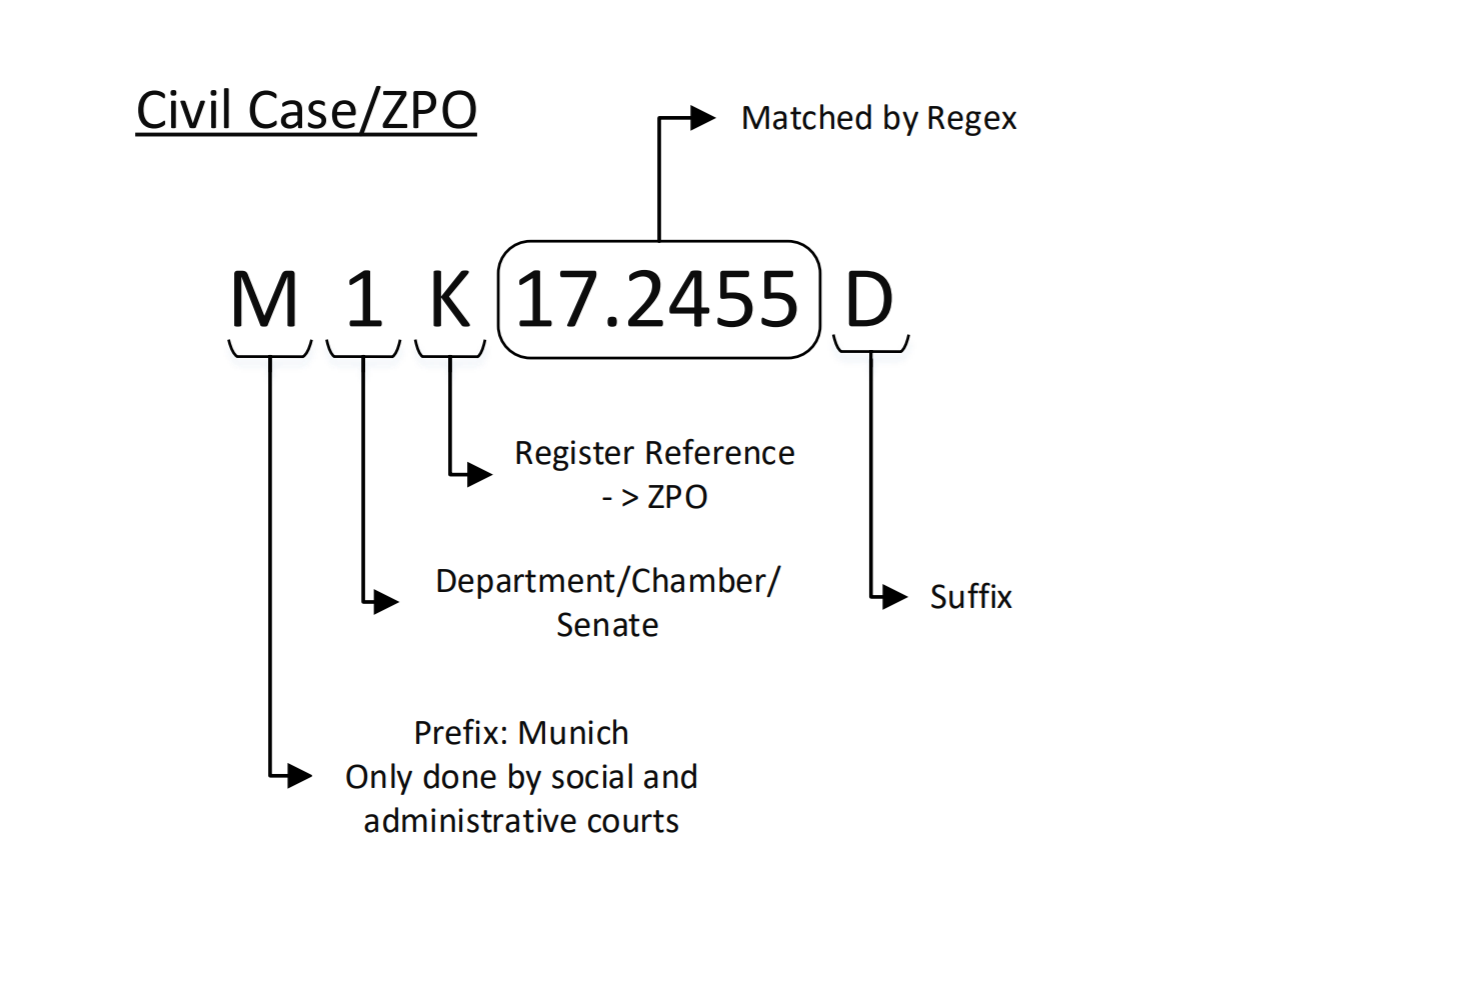 Civil Case/ZPO
Matched by Regex
M 1 K 17.2455 D
Register Reference
- > ZPO
Department/Chamber/
Senate
Suffix
Prefix: Munich
Only done by social and
administrative courts